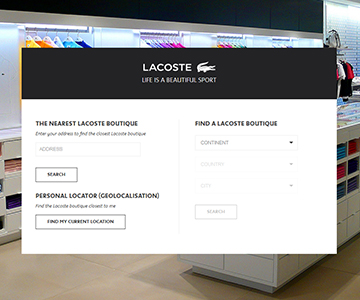 LACOSTE
LIFE IS A BEAUTIFUL SPORT
THE NEAREST LACOSTE BOUTIQUE
Enter your address to find the closest Lacoste boutique
ADDRESS
SEARCH
PERSONAL LOCATOR (GEOLOCALISATION)
Find the Lacoste boutique closest to me
FIND MY CURRENT LOCATION
FIND A LACOSTE BOUTIQUE
CONTINENT
COUNTRY
CITY
SEARCH